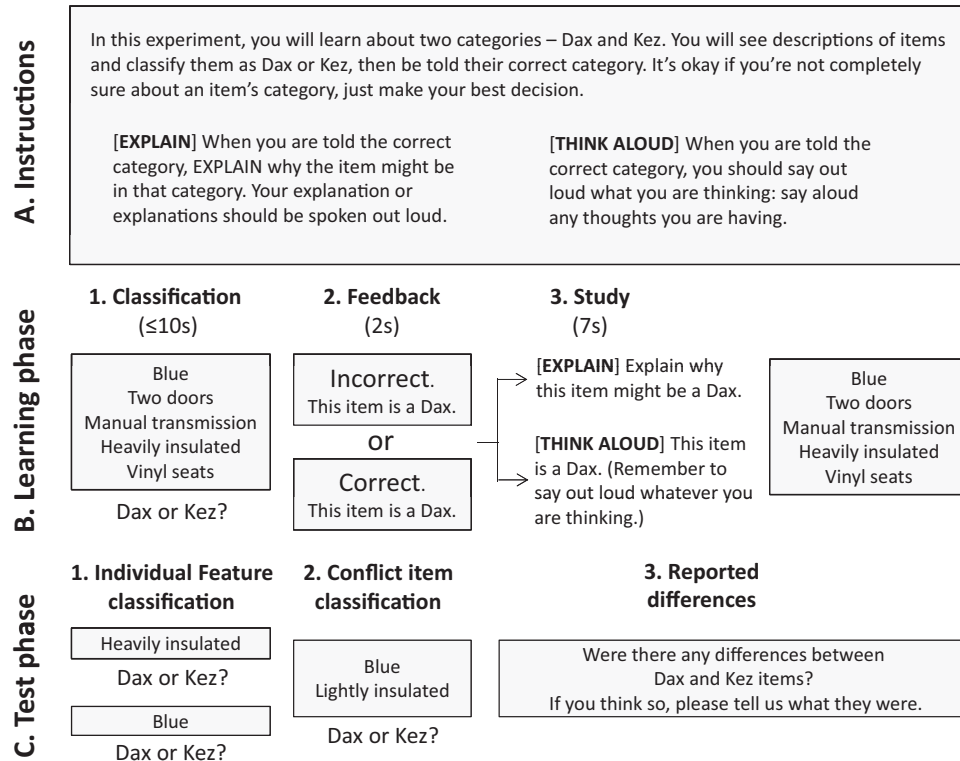 A. Instructions
In this experiment, you will learn about two categories – Dax and Kez. You will see descriptions of items
and classify them as Dax or Kez, then be told their correct category. It's okay if you're not completely
sure about an item's category, just make your best decision.
[EXPLAIN] When you are told the correct
category, EXPLAIN why the item might be
in that category. Your explanation or
explanations should be spoken out loud.
[THINK ALOUD] When you are told the
correct category, you should say out
loud what you are thinking: say aloud
any thoughts you are having.
B. Learning phase
1. Classification
(≤10s)
Blue
Two doors
Manual transmission
Heavily insulated
Vinyl seats
Dax or Kez?
2. Feedback
(2s)
Incorrect.
This item is a Dax.
or
Correct.
This item is a Dax.
3. Study
(7s)
[EXPLAIN] Explain why
this item might be a Dax.
[THINK ALOUD] This item
is a Dax. (Remember to
say out loud whatever you
are thinking.)
Blue
Two doors
Manual transmission
Heavily insulated
Vinyl seats
C. Test phase
1. Individual Feature
classification
Heavily insulated
Dax or Kez?
Blue
Dax or Kez?
2. Conflict item
classification
Blue
Lightly insulated
Dax or Kez?
3. Reported
differences
Were there any differences between
Dax and Kez items?
If you think so, please tell us what they were.